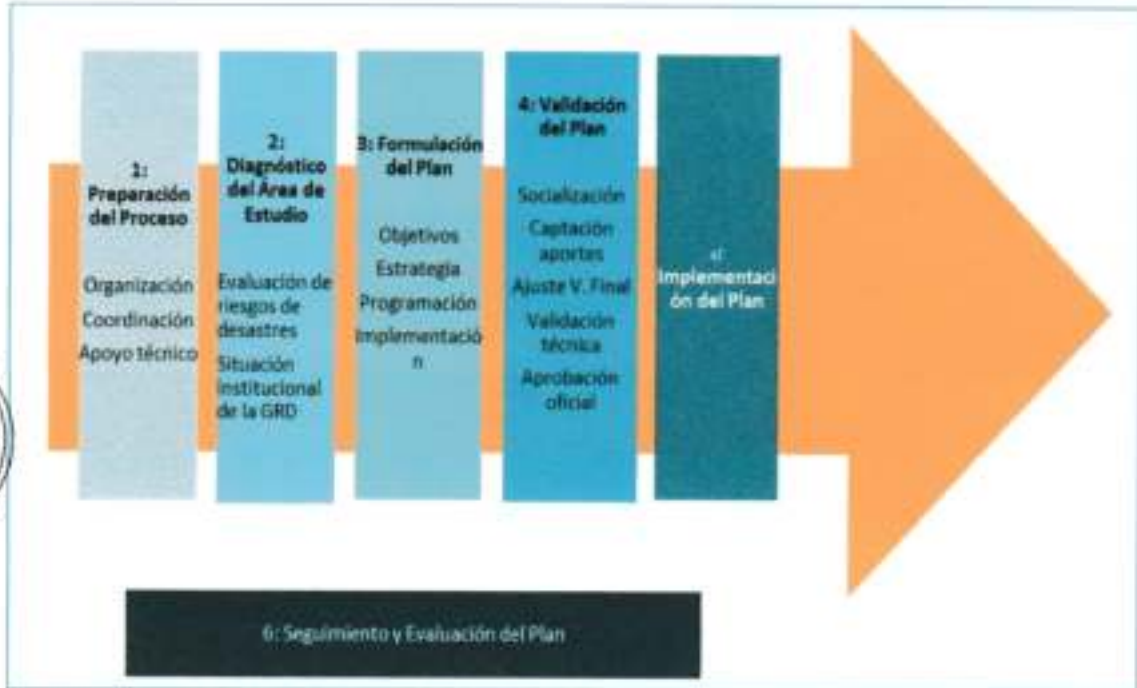 1:
Preparación
del Proceso
Organización
Coordinación
Apoyo técnico
2:
Diagnóstico
del Área de
Estudio
Evaluación de
riesgos de
desastres
Situación
institucional
de la GRD
3: Formulación
del Plan
Objetivos
Estrategia
Programación
Implementació
n
4: Validación
del Plan
Socialización
Captación
aportes
Ajuste V. Final
Validación
técnica
Aprobación
oficial
Implementaci
ón del Plan
6: Seguimiento y Evaluación del Plan